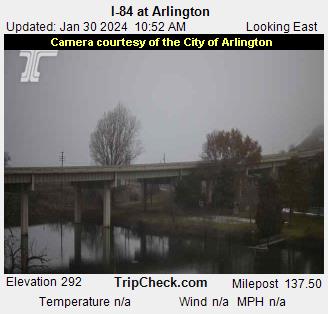 I-84 at Arlington
Updated: Jan 30 2024 10:52 AM Looking East
Camera courtesy of the City of Arlington
Elevation 292 TripCheck.com Milepost 137.50
Temperature n/a Wind n/a MPH n/a